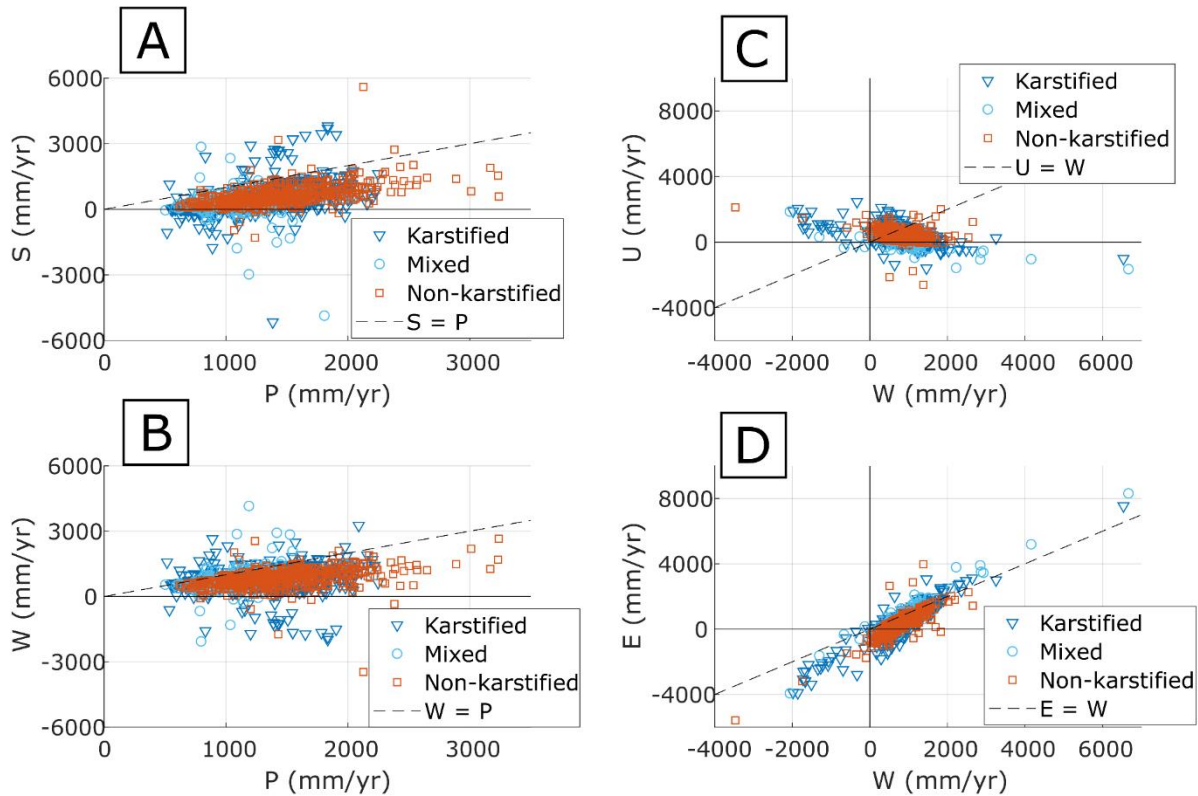 A
6000
3000
0
-3000
-6000
S (mm/yr)
Karstified
Mixed
Non-karstified
S = P
0 1000 2000 3000
P (mm/yr)
B
6000
3000
0
-3000
-6000
W (mm/yr)
Karstified
Mixed
Non-karstified
W = P
0 1000 2000 3000
P (mm/yr)
C
8000
4000
0
-4000
U (mm/yr)
Karstified
Mixed
Non-karstified
U = W
-4000 -2000 0 2000 4000 6000
W (mm/yr)
D
8000
4000
0
-4000
E (mm/yr)
Karstified
Mixed
Non-karstified
E = W
-4000 -2000 0 2000 4000 6000
W (mm/yr)